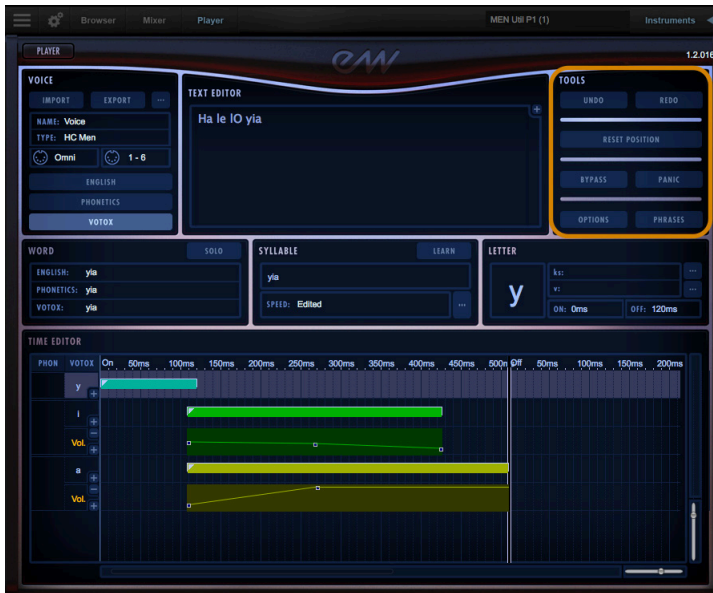 Browser Mixer Player MEN Util P1 (1) Instruments
PLAYER
EW
1.2.016
VOICE
IMPORT EXPORT ...
NAME: Voice
TYPE: HC Men
Omni 1 - 6
ENGLISH
PHONETICS
VOTOX
TEXT EDITOR
+
Ha le lO yia
TOOLS
UNDO REDO
RESET POSITION
BYPASS PANIC
OPTIONS PHRASES
WORD SOLO
ENGLISH: yia
PHONETICS: yia
VOTOX: yia
SYLLABLE LEARN
yia
SPEED: Edited ...
LETTER
y
ks: ...
v: ...
ON: 0ms OFF: 120ms
TIME EDITOR
PHON VOTOX On 50ms 100ms 150ms 200ms 250ms 300ms 350ms 400ms 450ms 500m Off 50ms 100ms 150ms 200ms
y +
i +
Vol. - +
a +
Vol. - +